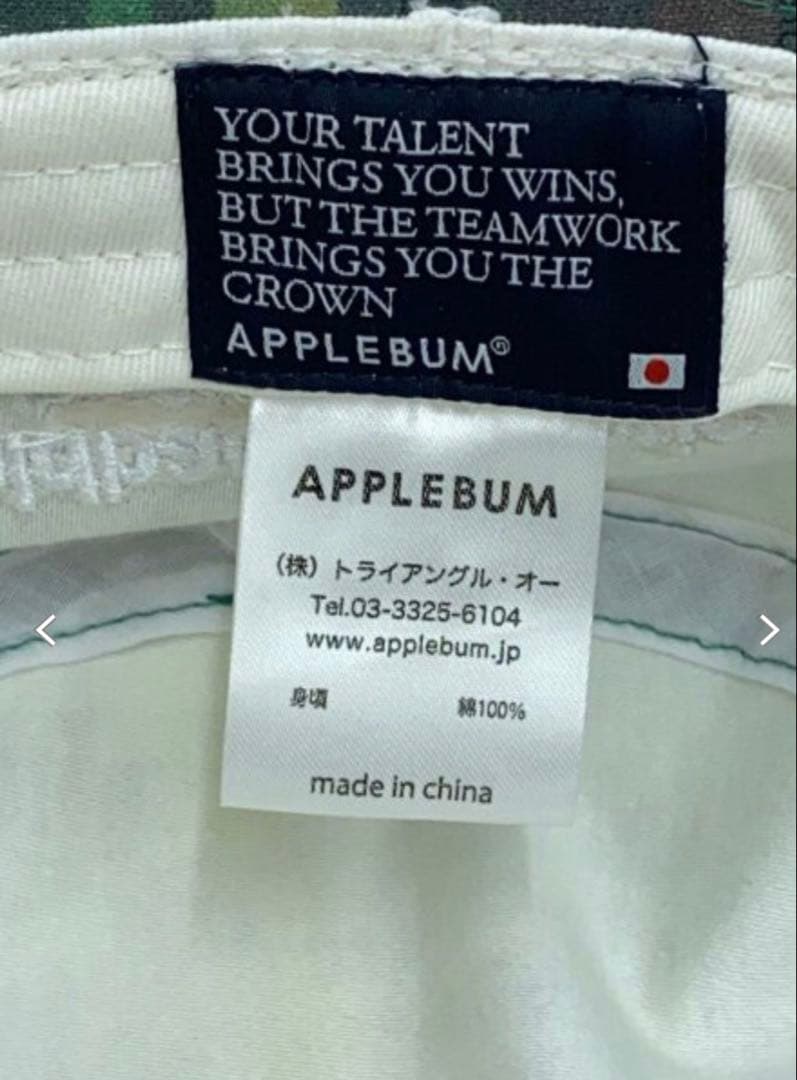 YOUR TALENT
BRINGS YOU WINS,
BUT THE TEAMWORK
BRINGS YOU THE
CROWN
APPLEBUM®
APPLEBUM
（株）トライアングル・オー
Tel.03-3325-6104
www.applebum.jp
身頃 綿100%
made in china